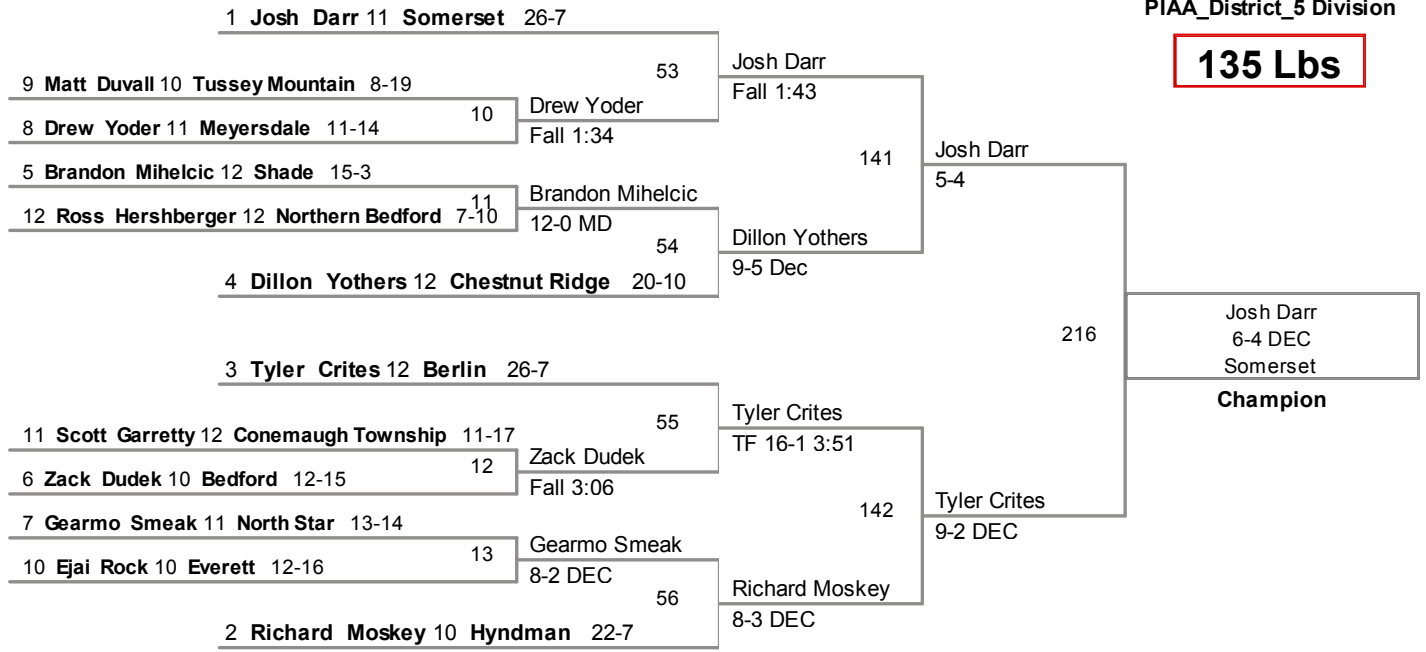 PIAA_District_5 Division
135 Lbs
1 Josh Darr 11 Somerset 26-7
53
Josh Darr
Fall 1:43
9 Matt Duvall 10 Tussey Mountain 8-19
10
Drew Yoder
Fall 1:34
8 Drew Yoder 11 Meyersdale 11-14
141
Josh Darr
5-4
5 Brandon Mihelcic 12 Shade 15-3
11
Brandon Mihelcic
12-0 MD
12 Ross Hershberger 12 Northern Bedford 7-10
54
Dillon Yothers
9-5 Dec
4 Dillon Yothers 12 Chestnut Ridge 20-10
216
Josh Darr
6-4 DEC
Somerset
Champion
3 Tyler Crites 12 Berlin 26-7
55
Tyler Crites
TF 16-1 3:51
11 Scott Garretty 12 Conemaugh Township 11-17
12
Zack Dudek
Fall 3:06
6 Zack Dudek 10 Bedford 12-15
142
Tyler Crites
9-2 DEC
7 Gearmo Smeak 11 North Star 13-14
13
Gearmo Smeak
8-2 DEC
10 Ejai Rock 10 Everett 12-16
56
Richard Moskey
8-3 DEC
2 Richard Moskey 10 Hyndman 22-7